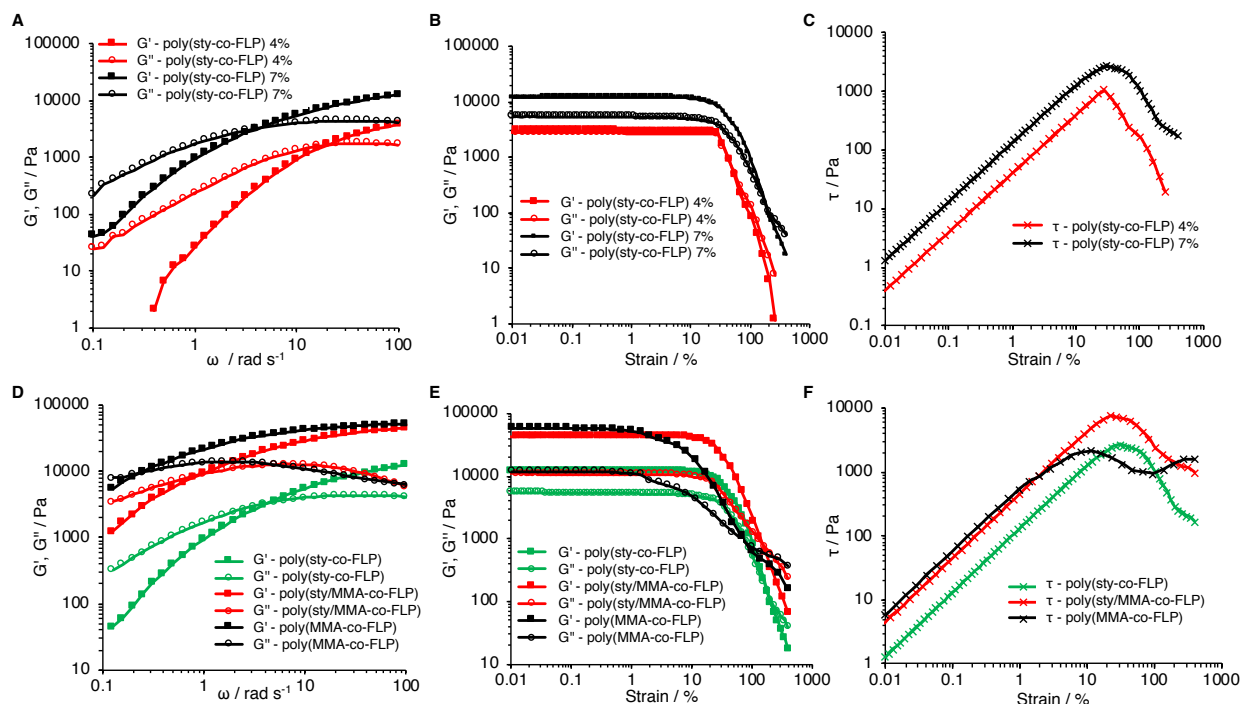 A
100000
10000
1000
100
10
1
G', G" / Pa
G' - poly(sty-co-FLP) 4%
G" - poly(sty-co-FLP) 4%
G' - poly(sty-co-FLP) 7%
G" - poly(sty-co-FLP) 7%
0.1 1 10 100
ω / rad s⁻¹
B
100000
10000
1000
100
10
1
G', G" / Pa
G' - poly(sty-co-FLP) 4%
G" - poly(sty-co-FLP) 4%
G' - poly(sty-co-FLP) 7%
G" - poly(sty-co-FLP) 7%
0.01 0.1 1 10 100 1000
Strain / %
C
10000
1000
100
10
1
0.1
τ / Pa
τ - poly(sty-co-FLP) 4%
τ - poly(sty-co-FLP) 7%
0.01 0.1 1 10 100 1000
Strain / %
D
100000
10000
1000
100
10
G', G" / Pa
G' - poly(sty-co-FLP)
G" - poly(sty-co-FLP)
G' - poly(sty/MMA-co-FLP)
G" - poly(sty/MMA-co-FLP)
G' - poly(MMA-co-FLP)
G" - poly(MMA-co-FLP)
0.1 1 10 100
ω / rad s⁻¹
E
100000
10000
1000
100
10
G', G" / Pa
G' - poly(sty-co-FLP)
G" - poly(sty-co-FLP)
G' - poly(sty/MMA-co-FLP)
G" - poly(sty/MMA-co-FLP)
G' - poly(MMA-co-FLP)
G" - poly(MMA-co-FLP)
0.01 0.1 1 10 100 1000
Strain / %
F
10000
1000
100
10
1
τ / Pa
τ - poly(sty-co-FLP)
τ - poly(sty/MMA-co-FLP)
τ - poly(MMA-co-FLP)
0.01 0.1 1 10 100 1000
Strain / %